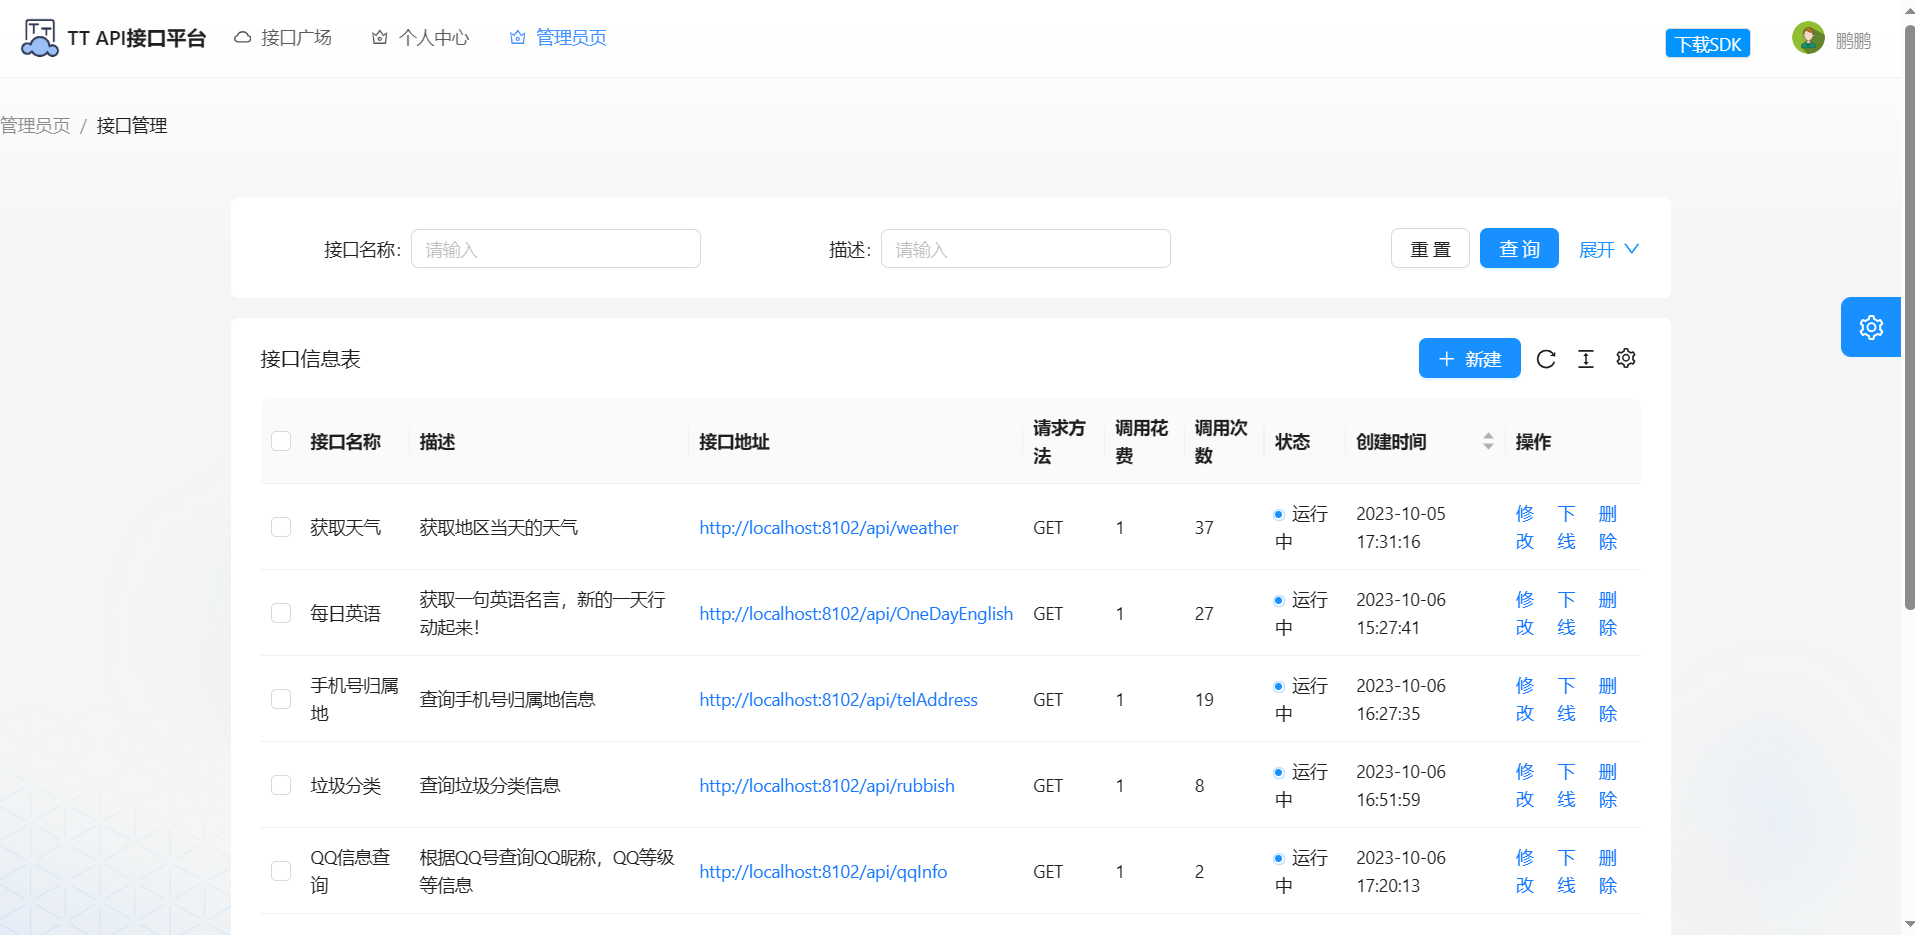 TT API接口平台 接口广场 个人中心 管理员页 下载SDK 鹏鹏
管理员页 / 接口管理
接口名称: 请输入 描述: 请输入 重 置 查 询 展开
接口信息表 新建
接口名称 描述 接口地址 请求方法 调用花费 调用次数 状态 创建时间 操作
获取天气 获取地区当天的天气 http://localhost:8102/api/weather GET 1 37 运行中 2023-10-05 17:31:16 修改 下线 删除
每日英语 获取一句英语名言，新的一天行动起来！ http://localhost:8102/api/OneDayEnglish GET 1 27 运行中 2023-10-06 15:27:41 修改 下线 删除
手机号归属地 查询手机号归属地信息 http://localhost:8102/api/telAddress GET 1 19 运行中 2023-10-06 16:27:35 修改 下线 删除
垃圾分类 查询垃圾分类信息 http://localhost:8102/api/rubbish GET 1 8 运行中 2023-10-06 16:51:59 修改 下线 删除
QQ信息查询 根据QQ号查询QQ昵称，QQ等级等信息 http://localhost:8102/api/qqInfo GET 1 2 运行中 2023-10-06 17:20:13 修改 下线 删除